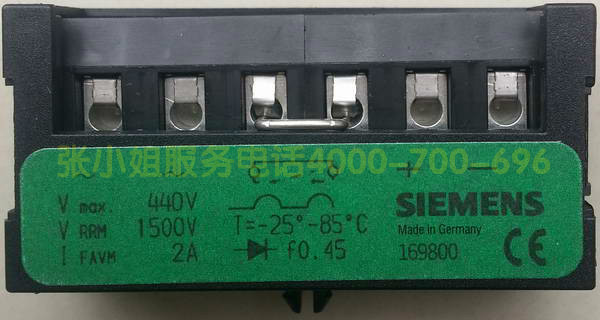 张小姐服务电话4000-700-696
~ ~ + −
V max. 440V
V RRM 1500V T=-25°-85°C
I FAVM 2A f0.45
SIEMENS
Made in Germany
169800
CE